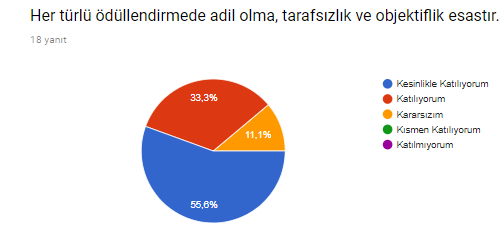 Her türlü ödüllendirmede adil olma, tarafsızlık ve objektiflik esastır.
18 yanıt
33,3%
11,1%
55,6%
Kesinlikle Katılıyorum
Katılıyorum
Kararsızım
Kısmen Katılıyorum
Katılmıyorum